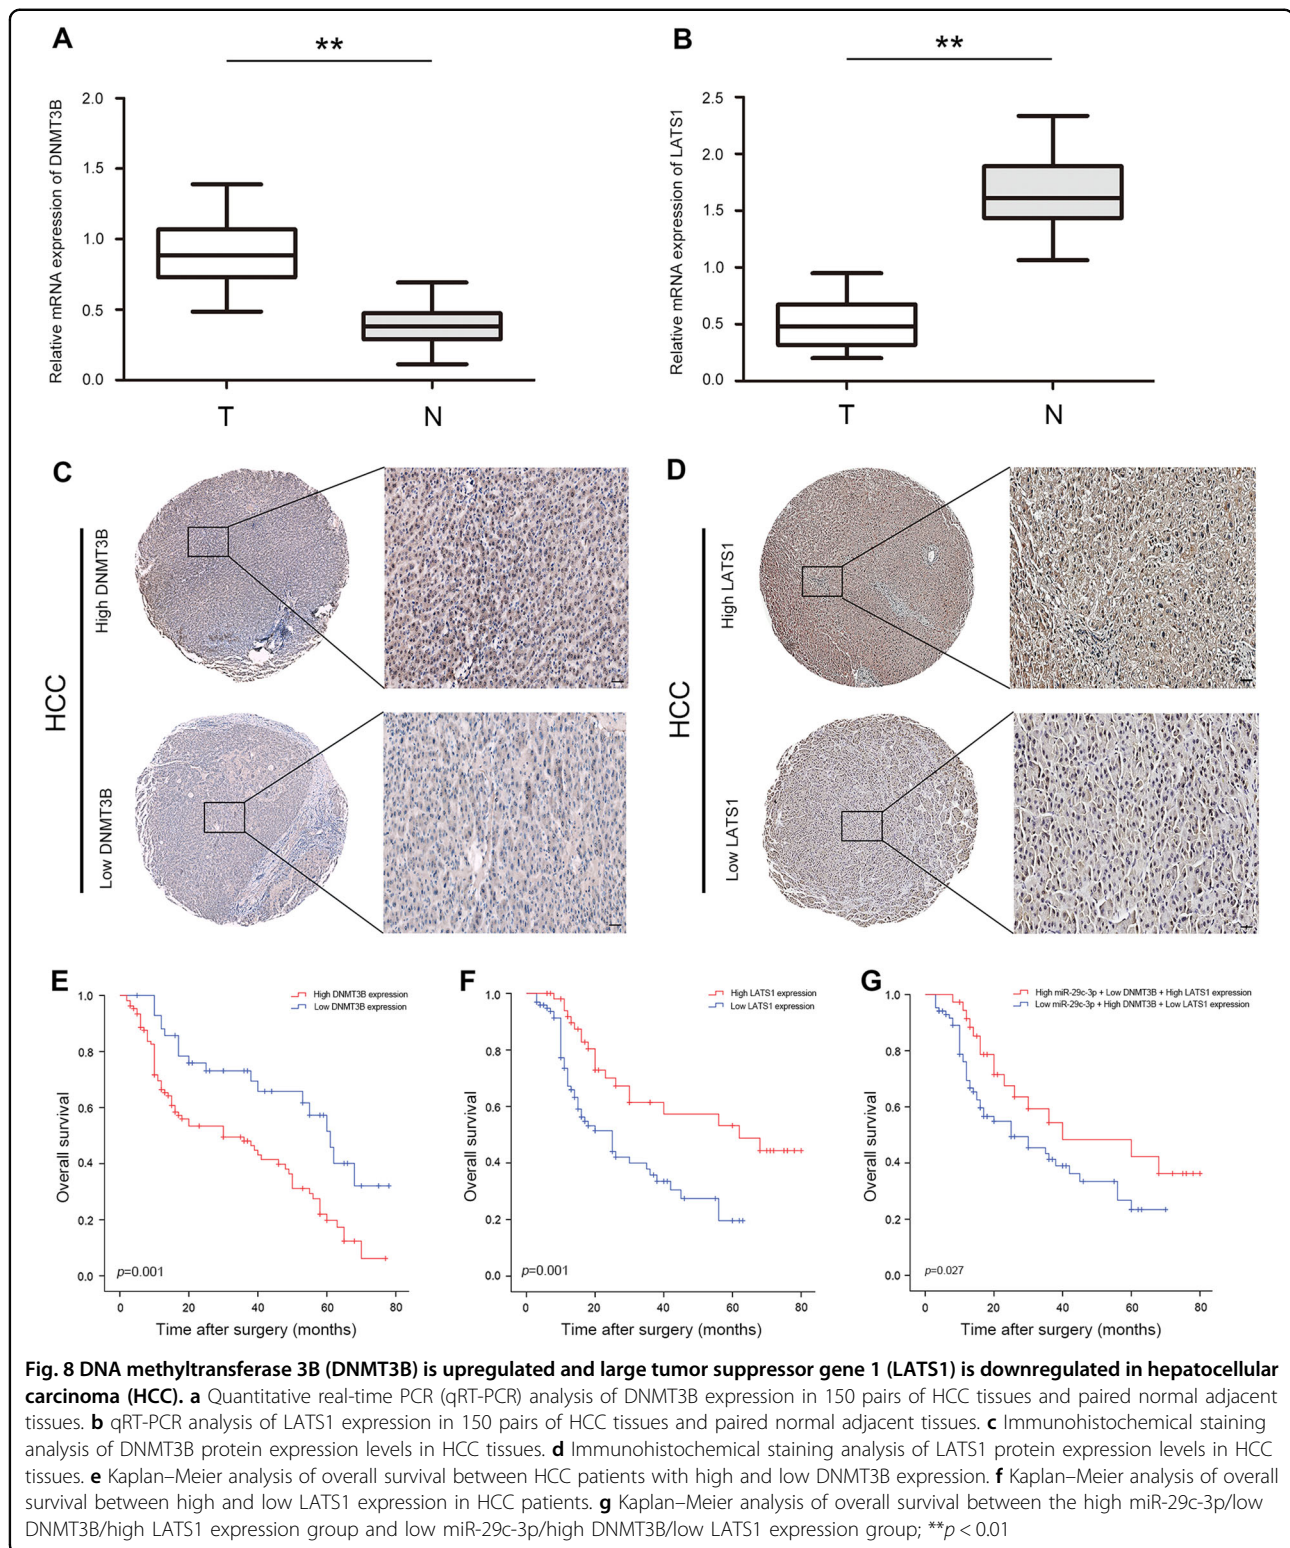 A
**
Relative mRNA expression of DNMT3B
2.0
1.5
1.0
0.5
0.0
T
N
B
**
Relative mRNA expression of LATS1
2.5
2.0
1.5
1.0
0.5
0.0
T
N
C
HCC
High DNMT3B
Low DNMT3B
D
HCC
High LATS1
Low LATS1
E
High DNMT3B expression
Low DNMT3B expression
Overall survival
1.0
0.8
0.6
0.4
0.2
0.0
p=0.001
0 20 40 60 80
Time after surgery (months)
F
High LATS1 expression
Low LATS1 expression
Overall survival
1.0
0.8
0.6
0.4
0.2
0.0
p=0.001
0 20 40 60 80
Time after surgery (months)
G
High miR-29c-3p + Low DNMT3B + High LATS1 expression
Low miR-29c-3p + High DNMT3B + Low LATS1 expression
Overall survival
1.0
0.8
0.6
0.4
0.2
0.0
p=0.027
0 20 40 60 80
Time after surgery (months)
Fig. 8 DNA methyltransferase 3B (DNMT3B) is upregulated and large tumor suppressor gene 1 (LATS1) is downregulated in hepatocellular
carcinoma (HCC). a Quantitative real-time PCR (qRT-PCR) analysis of DNMT3B expression in 150 pairs of HCC tissues and paired normal adjacent
tissues. b qRT-PCR analysis of LATS1 expression in 150 pairs of HCC tissues and paired normal adjacent tissues. c Immunohistochemical staining
analysis of DNMT3B protein expression levels in HCC tissues. d Immunohistochemical staining analysis of LATS1 protein expression levels in HCC
tissues. e Kaplan–Meier analysis of overall survival between HCC patients with high and low DNMT3B expression. f Kaplan–Meier analysis of overall
survival between high and low LATS1 expression in HCC patients. g Kaplan–Meier analysis of overall survival between the high miR-29c-3p/low
DNMT3B/high LATS1 expression group and low miR-29c-3p/high DNMT3B/low LATS1 expression group; **p < 0.01